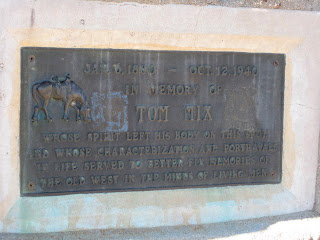 JAN. 6, 1880 - OCT. 12, 1940
IN MEMORY OF
TOM MIX
WHOSE SPIRIT LEFT HIS BODY ON THIS SPOT
AND WHOSE CHARACTERIZATION AND PORTRAYALS
IN LIFE SERVED TO BETTER FIX MEMORIES OF
THE OLD WEST IN THE MINDS OF LIVING MEN